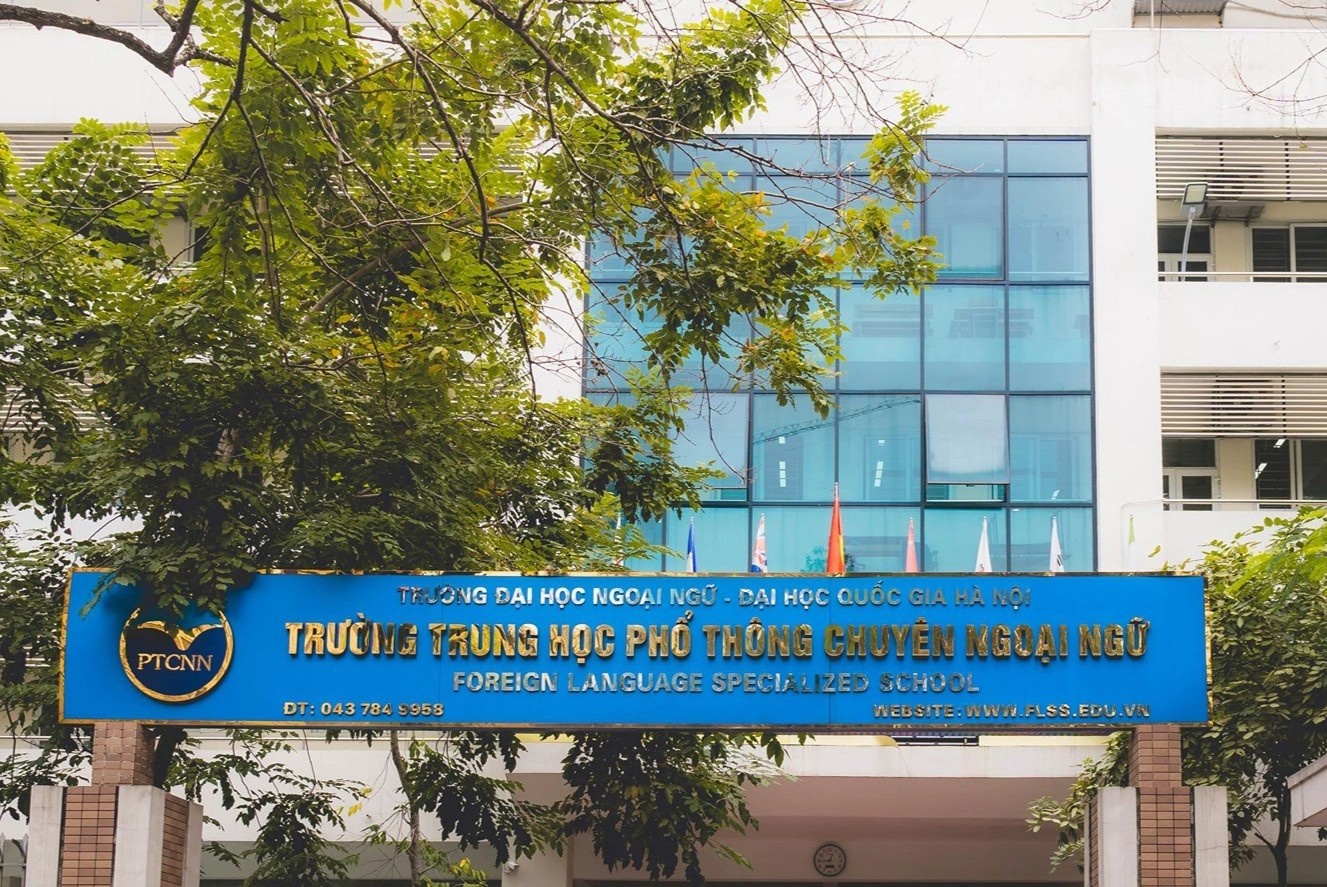 TRƯỜNG ĐẠI HỌC NGOẠI NGỮ - ĐẠI HỌC QUỐC GIA HÀ NỘI
TRƯỜNG TRUNG HỌC PHỔ THÔNG CHUYÊN NGOẠI NGỮ
PTCNN
FOREIGN LANGUAGE SPECIALIZED SCHOOL
ĐT: 043 784 9958
WEBSITE:WWW.FLSS.EDU.VN